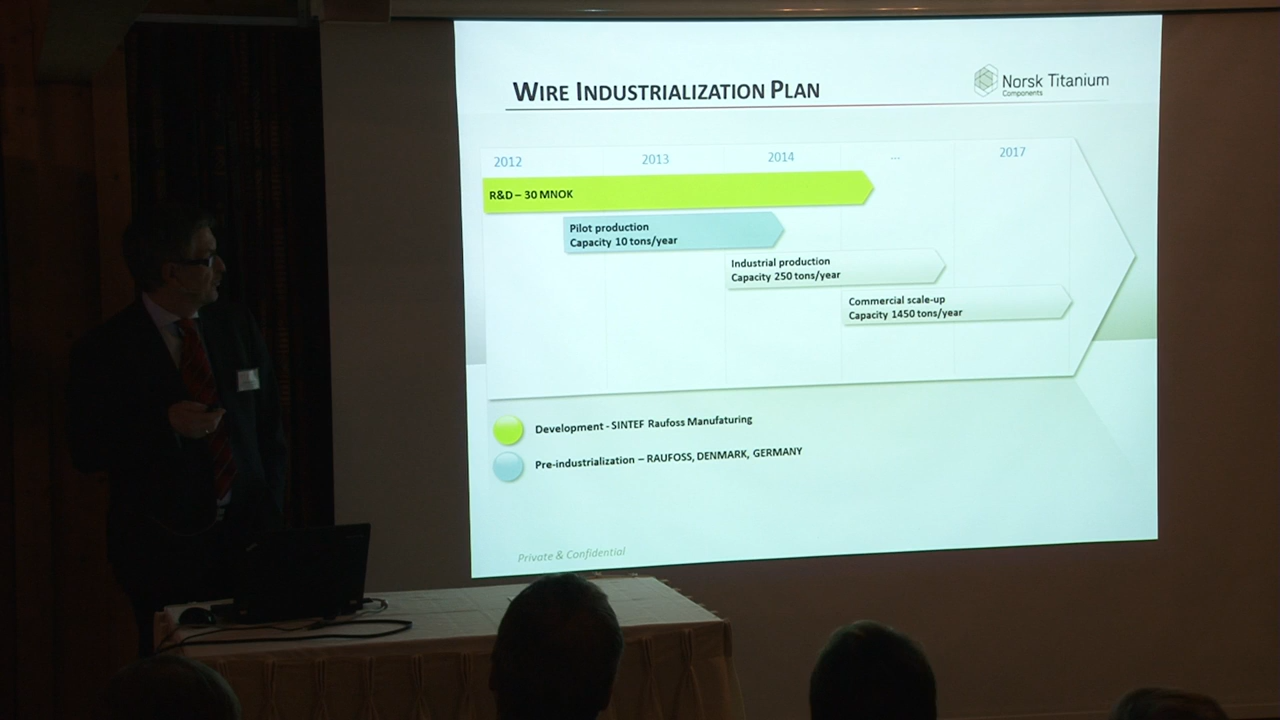 WIRE INDUSTRIALIZATION PLAN
Norsk Titanium
Components
2012 2013 2014 ... 2017
R&D – 30 MNOK
Pilot production
Capacity 10 tons/year
Industrial production
Capacity 250 tons/year
Commercial scale-up
Capacity 1450 tons/year
Development - SINTEF Raufoss Manufaturing
Pre-industrialization – RAUFOSS, DENMARK, GERMANY
Private & Confidential